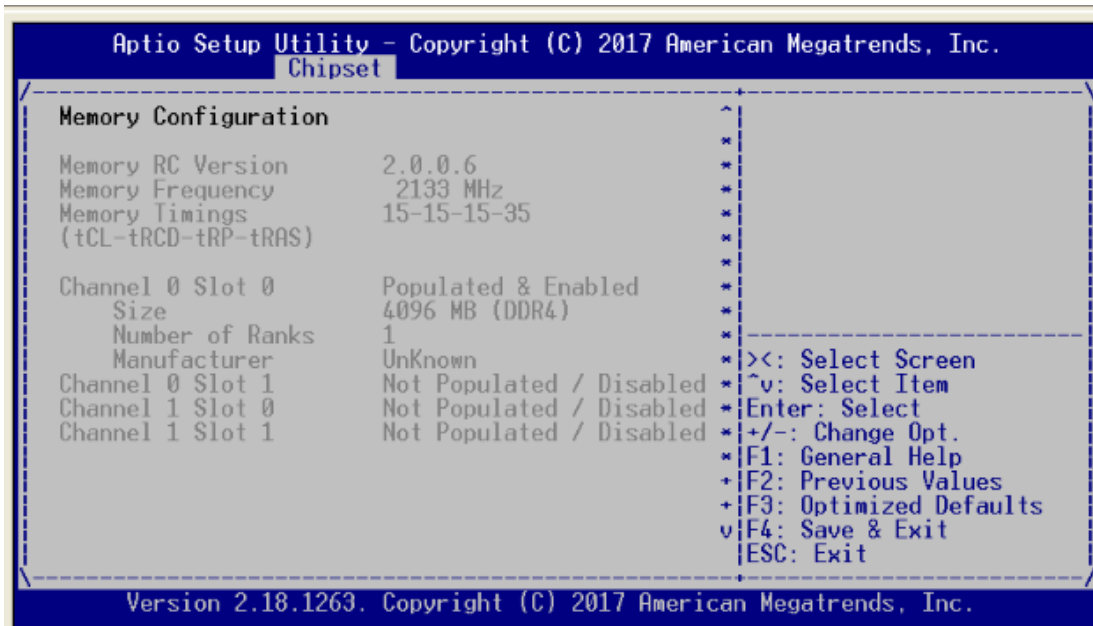 Aptio Setup Utility – Copyright (C) 2017 American Megatrends, Inc.
Chipset
Memory Configuration
Memory RC Version 2.0.0.6
Memory Frequency 2133 MHz
Memory Timings 15-15-15-35
(tCL-tRCD-tRP-tRAS)
Channel 0 Slot 0 Populated & Enabled
Size 4096 MB (DDR4)
Number of Ranks 1
Manufacturer UnKnown
Channel 0 Slot 1 Not Populated / Disabled
Channel 1 Slot 0 Not Populated / Disabled
Channel 1 Slot 1 Not Populated / Disabled
><: Select Screen
^v: Select Item
Enter: Select
+/-: Change Opt.
F1: General Help
F2: Previous Values
F3: Optimized Defaults
F4: Save & Exit
ESC: Exit
Version 2.18.1263. Copyright (C) 2017 American Megatrends, Inc.